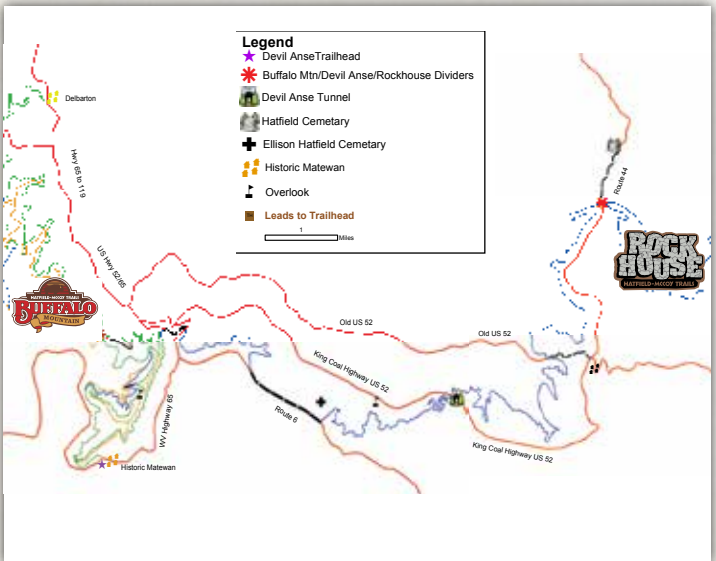 Legend
Devil AnseTrailhead
Buffalo Mtn/Devil Anse/Rockhouse Dividers
Devil Anse Tunnel
Hatfield Cemetary
Ellison Hatfield Cemetary
Historic Matewan
Overlook
Leads to Trailhead
1
Miles
Delbarton
Hwy 65 to 119
US Hwy 52/65
Route 44
ROCK
HOUSE
HATFIELD-McCOY TRAILS
HATFIELD-McCOY TRAILS
BUFFALO
MOUNTAIN
Old US 52
Old US 52
King Coal Highway US 52
WV Highway 65
Route 6
King Coal Highway US 52
Historic Matewan